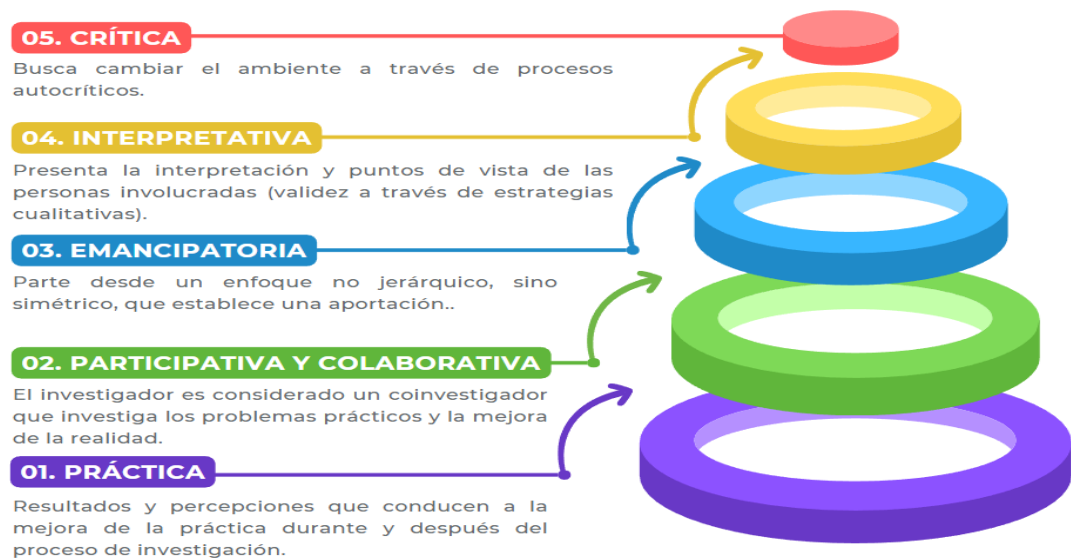 05. CRÍTICA
Busca cambiar el ambiente a través de procesos
autocríticos.
04. INTERPRETATIVA
Presenta la interpretación y puntos de vista de las
personas involucradas (validez a través de estrategias
cualitativas).
03. EMANCIPATORIA
Parte desde un enfoque no jerárquico, sino
simétrico, que establece una aportación..
02. PARTICIPATIVA Y COLABORATIVA
El investigador es considerado un coinvestigador
que investiga los problemas prácticos y la mejora
de la realidad.
01. PRÁCTICA
Resultados y percepciones que conducen a la
mejora de la práctica durante y después del
proceso de investigación.